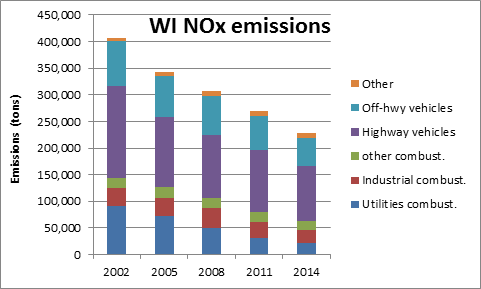 WI NOx emissions
450,000
400,000
350,000
300,000
250,000
200,000
150,000
100,000
50,000
0
Emissions (tons)
2002 2005 2008 2011 2014
Other
Off-hwy vehicles
Highway vehicles
other combust.
Industrial combust.
Utilities combust.